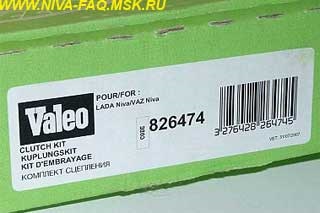 WWW.NIVA-FAQ.MSK.RU
Valeo
POUR/FOR :
LADA Niva/VAZ Niva
826474
CLUTCH KIT
KUPLUNGSKIT
KIT D'EMBRAYAGE
КОМПЛЕКТ СЦЕПЛЕНИЯ
3 276428 264745